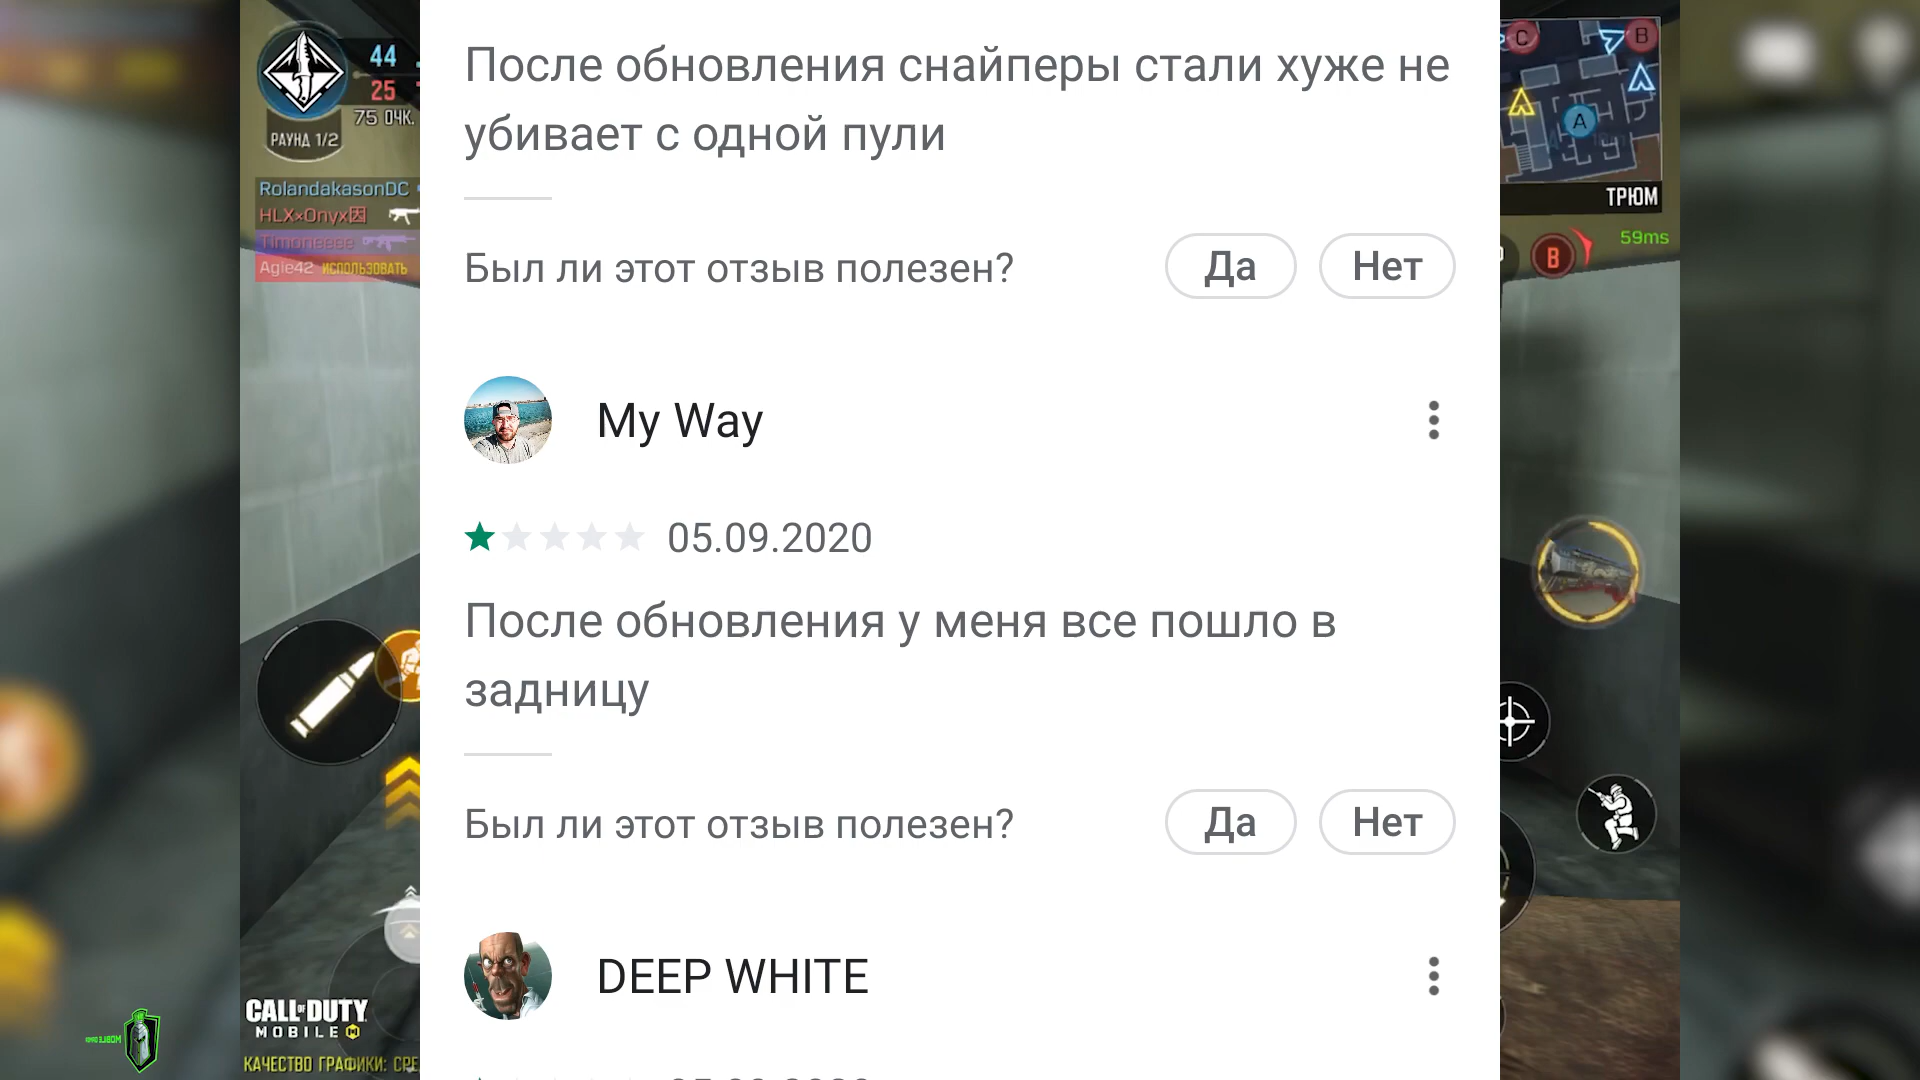 44
25
75 ОЧК.
РАУНД 1/2
RolandakasonDC
HLX×Onyx因
Timoneeee
Agle42 ИСПОЛЬЗОВАТЬ
После обновления снайперы стали хуже не
убивает с одной пули
Был ли этот отзыв полезен?
Да
Нет
My Way
05.09.2020
После обновления у меня все пошло в
задницу
Был ли этот отзыв полезен?
Да
Нет
DEEP WHITE
C
B
A
ТРЮМ
59ms
B
CALL OF DUTY
MOBILE
КАЧЕСТВО ГРАФИКИ: СРЕ